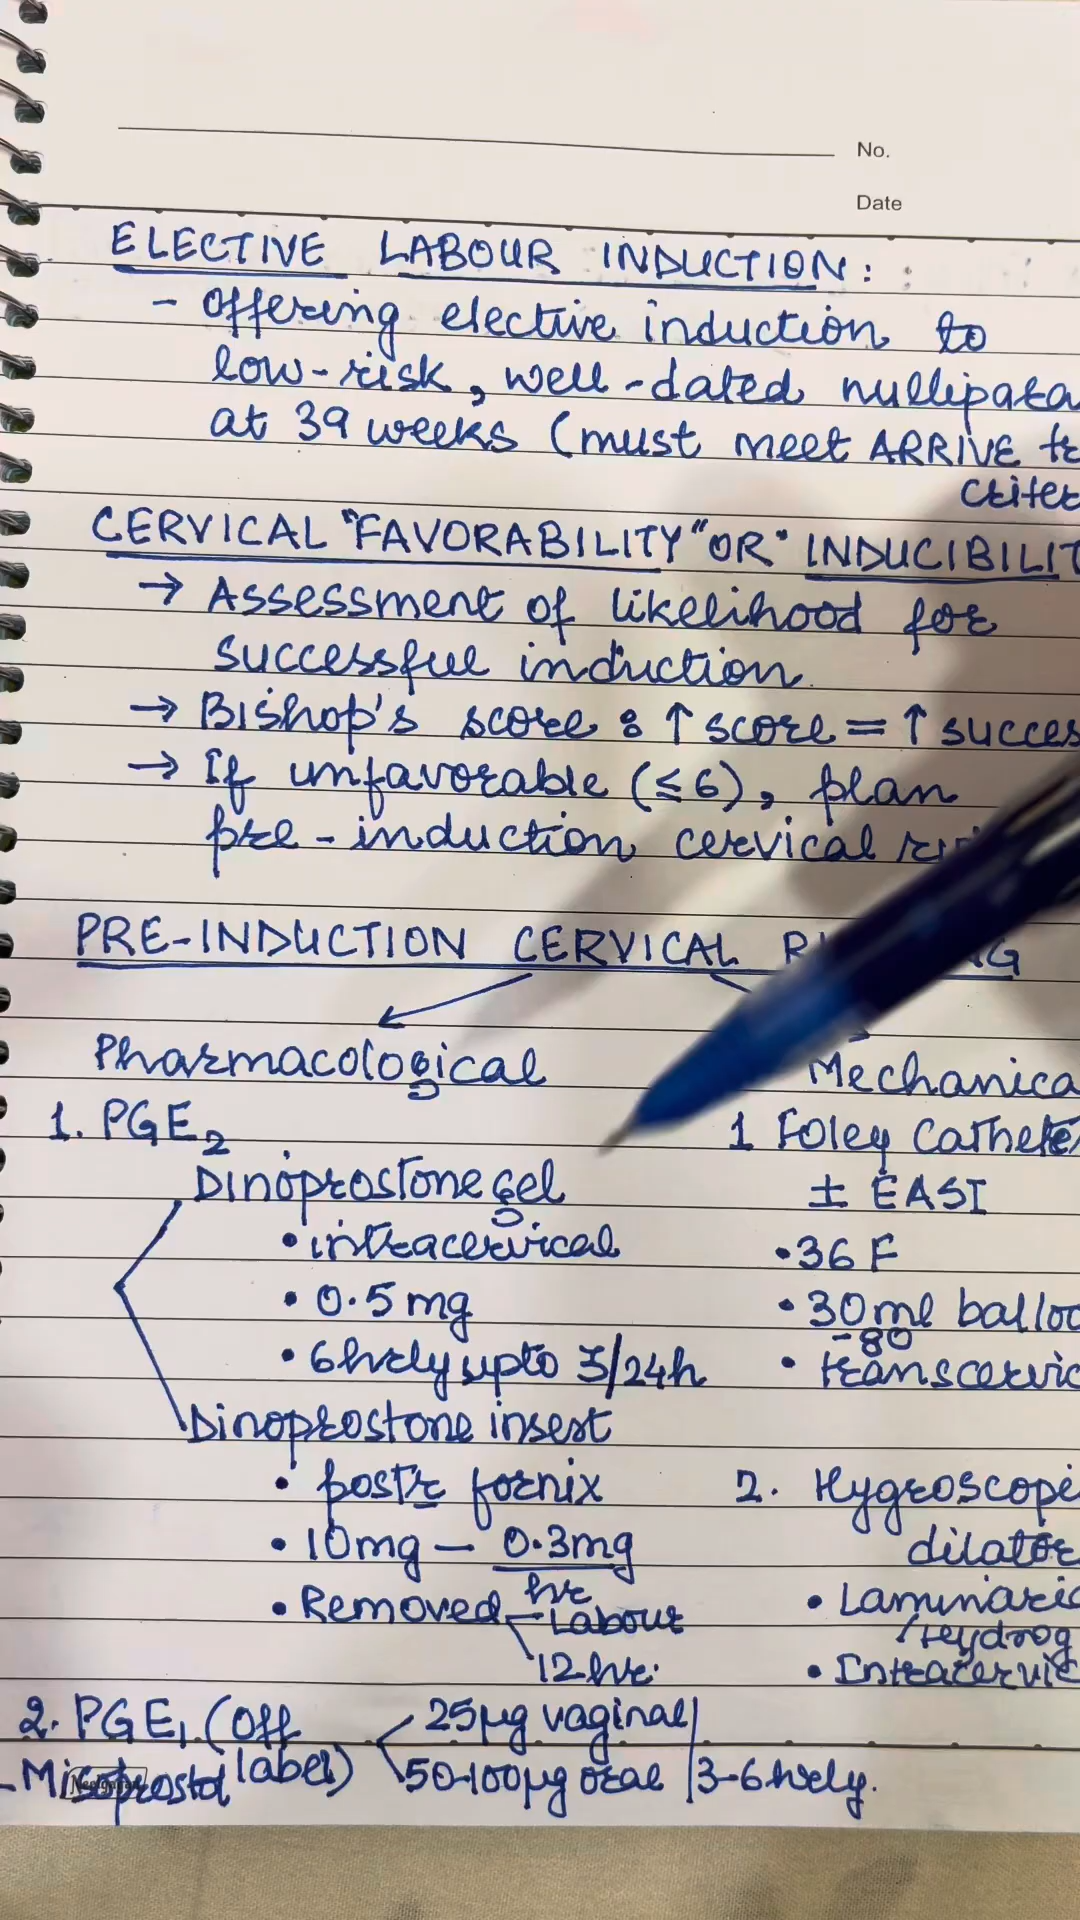 No.
Date
ELECTIVE LABOUR INDUCTION :
- Offering elective induction to
low-risk, well-dated nullipara
at 39 weeks (must meet ARRIVE
CERVICAL "FAVORABILITY" OR "INDUCIBILIT
→ Assessment of likelihood for
successful induction.
→ Bishop's score : ↑ score = ↑ succes
→ If unfavorable (≤6), plan
pre-induction cervical
PRE-INDUCTION CERVICAL
Pharmacological
Mechanica
1. PGE2
1 Foley Cathete
Dinoprostone gel
± EASI
• intracervical
• 36 F
• 0.5 mg
• 30ml balloo
-80
• 6hrly upto 3/24h
• transcervic
Dinoprostone insert
• postr fornix
2. Hygroscopi
• 10mg — 0.3mg
dilator
hr
• Removed - Labour
• Laminaria
/Hydrog
12 hr.
• Intracervic
2. PGE1 (Off
label)
25µg vaginal
- Misoprostol
50-100µg oral | 3-6 hrly.